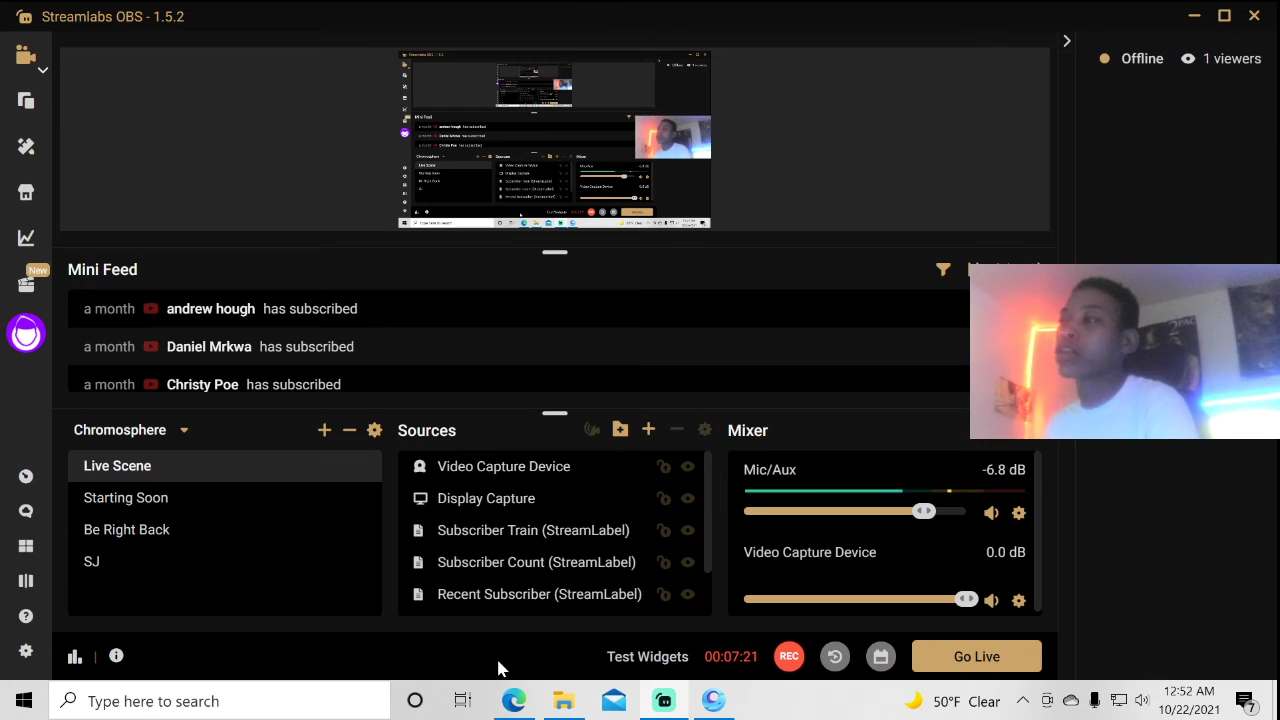 Streamlabs OBS - 1.5.2
Offline
1 viewers
Mini Feed
New
a month andrew hough has subscribed
a month Daniel Mrkwa has subscribed
a month Christy Poe has subscribed
2PAC
Chromosphere
Live Scene
Starting Soon
Be Right Back
SJ
Sources
Video Capture Device
Display Capture
Subscriber Train (StreamLabel)
Subscriber Count (StreamLabel)
Recent Subscriber (StreamLabel)
Mixer
Mic/Aux -6.8 dB
Video Capture Device 0.0 dB
Test Widgets 00:07:21 REC Go Live
Type here to search
50°F Clear
12:52 AM
10/22/2021
7